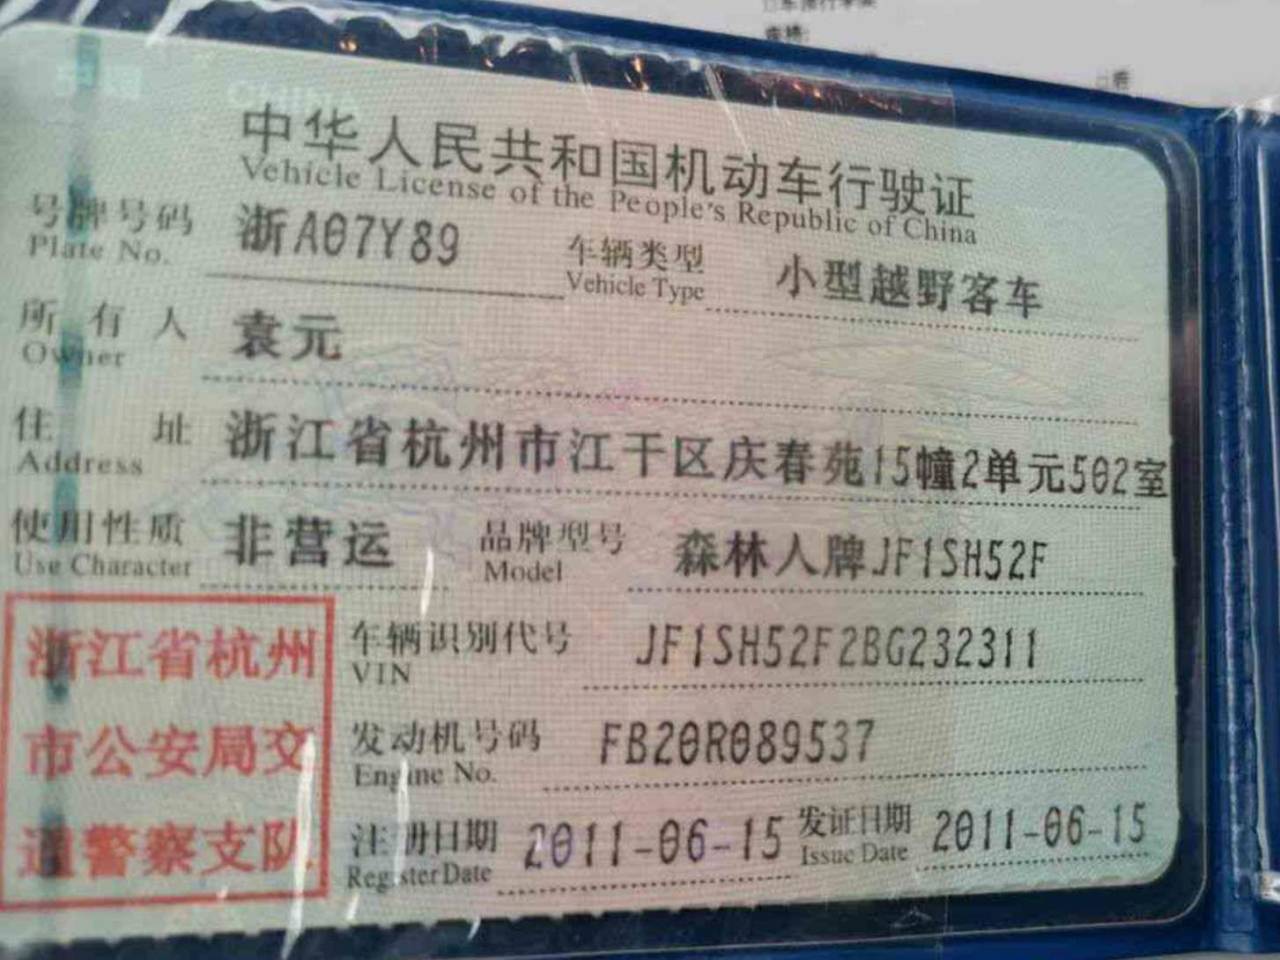 中华人民共和国机动车行驶证
Vehicle License of the People's Republic of China
号牌号码 浙A07Y89 车辆类型 小型越野客车
Plate No. Vehicle Type
所有人 袁元
Owner
住址 浙江省杭州市江干区庆春苑15幢2单元502室
Address
使用性质 非营运 品牌型号 森林人牌JF1SH52F
Use Character Model
浙江省杭州
市公安局交
通警察支队
车辆识别代号 JF1SH52F2BG232311
VIN
发动机号码 FB20R089537
Engine No.
注册日期 2011-06-15 发证日期 2011-06-15
Register Date Issue Date